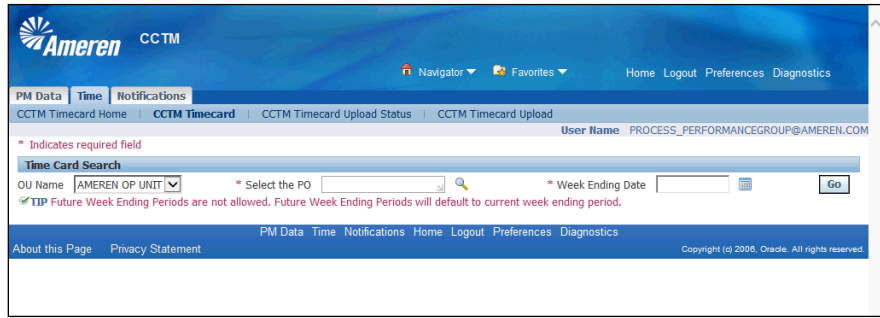 Ameren CCTM
Navigator Favorites Home Logout Preferences Diagnostics
PM Data Time Notifications
CCTM Timecard Home | CCTM Timecard | CCTM Timecard Upload Status | CCTM Timecard Upload
User Name PROCESS_PERFORMANCEGROUP@AMEREN.COM
* Indicates required field
Time Card Search
OU Name AMEREN OP UNIT * Select the PO * Week Ending Date Go
TIP Future Week Ending Periods are not allowed. Future Week Ending Periods will default to current week ending period.
PM Data Time Notifications Home Logout Preferences Diagnostics
About this Page Privacy Statement Copyright (c) 2006, Oracle. All rights reserved.